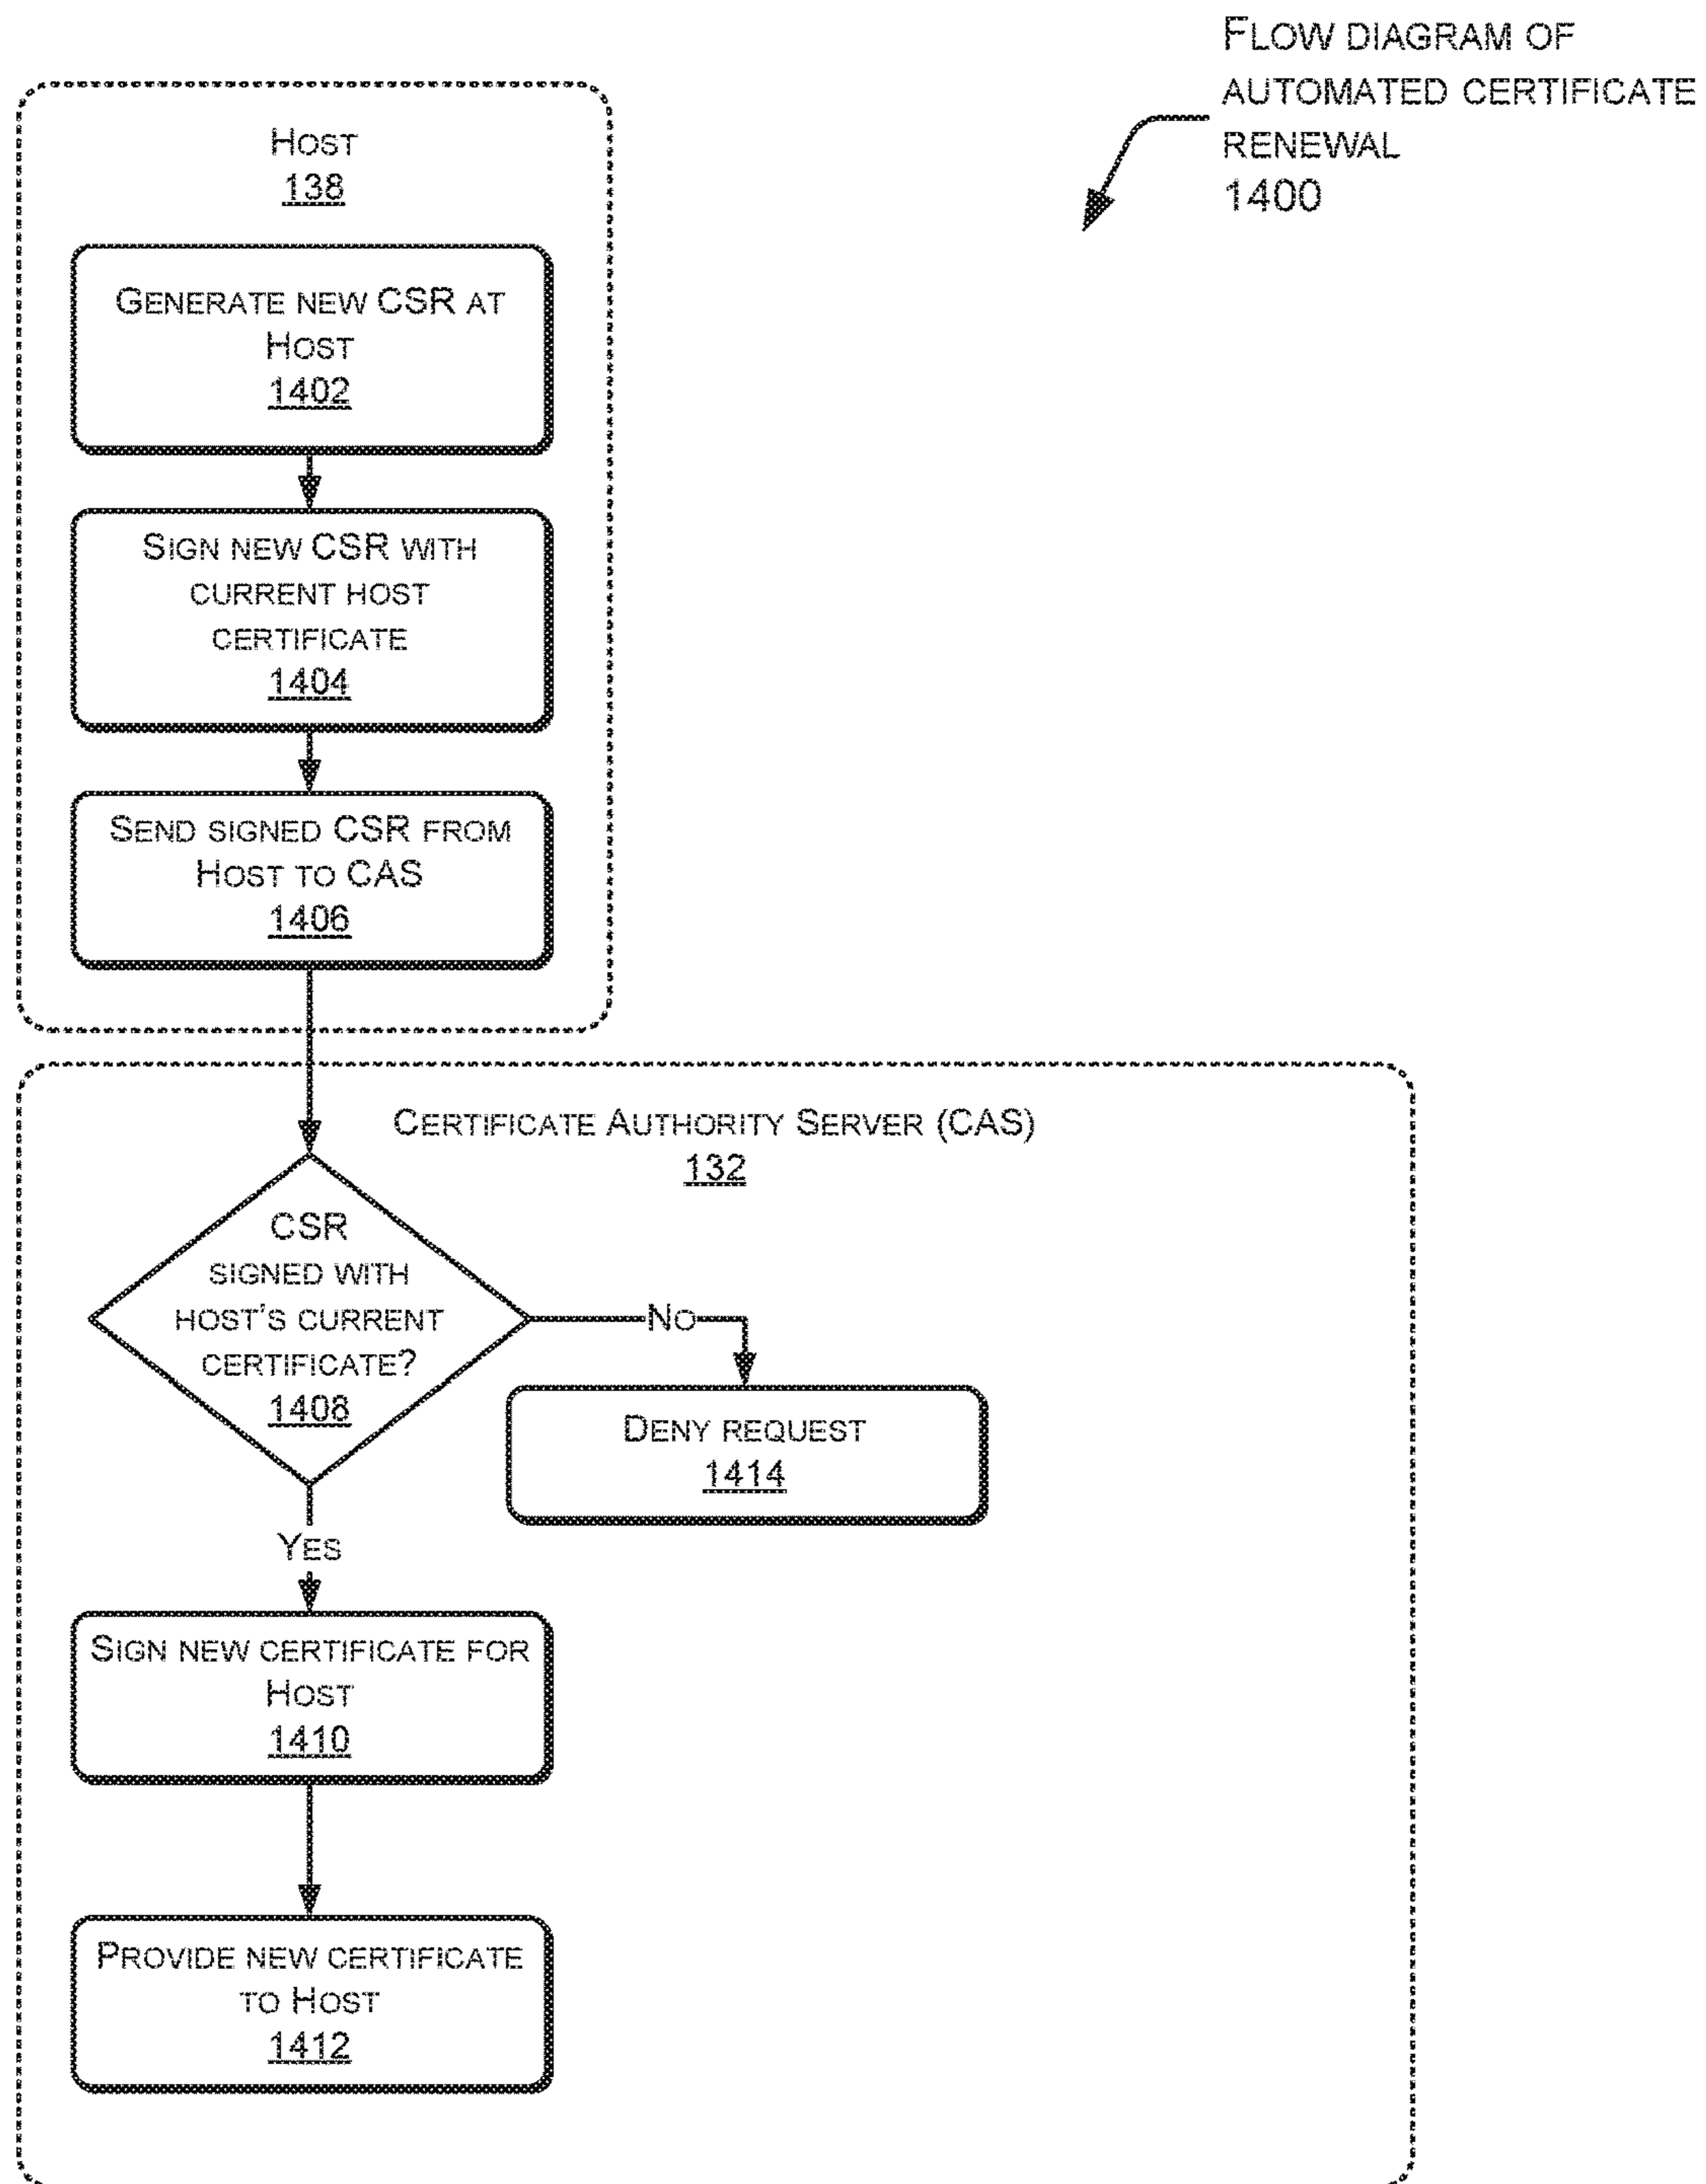 Flow diagram of
automated certificate
renewal
1400
Host
138
Generate new CSR at
Host
1402
Sign new CSR with
current host
certificate
1404
Send signed CSR from
Host to CAS
1406
Certificate Authority Server (CAS)
132
CSR
signed with
host's current
certificate?
1408
No
Deny request
1414
Yes
Sign new certificate for
Host
1410
Provide new certificate
to Host
1412